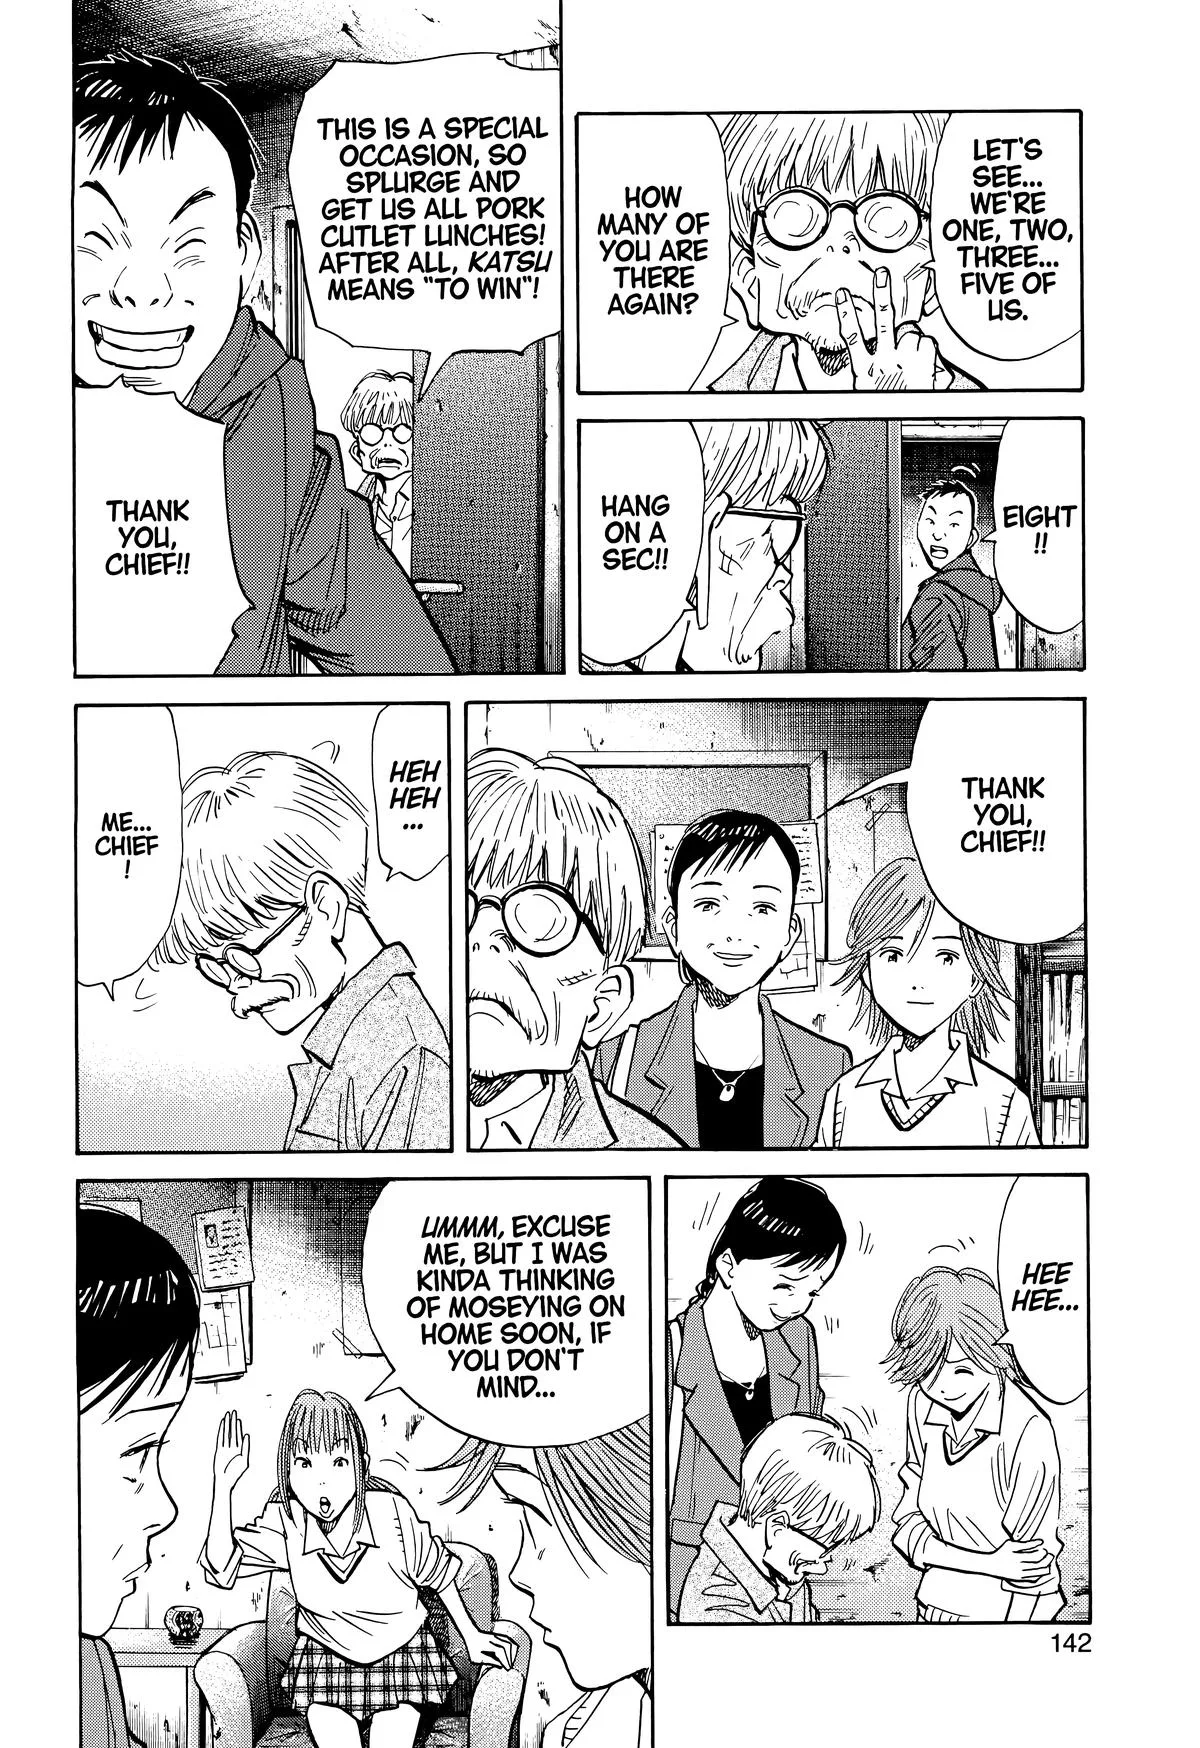 LET'S
SEE...
WE'RE
ONE, TWO,
THREE...
FIVE OF
US.
HOW
MANY OF
YOU ARE
THERE
AGAIN?
EIGHT
!!
HANG
ON A
SEC!!
THIS IS A SPECIAL
OCCASION, SO
SPLURGE AND
GET US ALL PORK
CUTLET LUNCHES!
AFTER ALL, KATSU
MEANS "TO WIN"!
THANK
YOU,
CHIEF!!
THANK
YOU,
CHIEF!!
HEH
HEH
...
ME...
CHIEF
!
HEE
HEE...
UMMM, EXCUSE
ME, BUT I WAS
KINDA THINKING
OF MOSEYING ON
HOME SOON, IF
YOU DON'T
MIND...
142